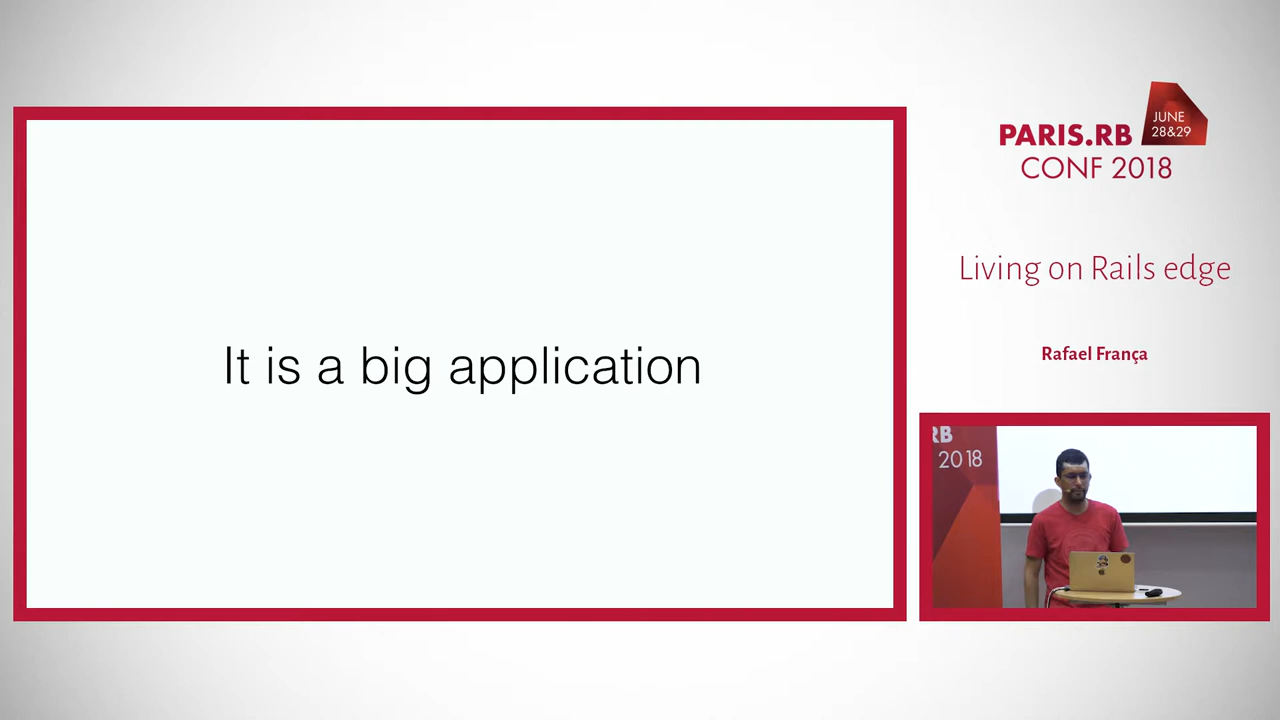 It is a big application
PARIS.RB
JUNE
28&29
CONF 2018
Living on Rails edge
Rafael França
RB
2018